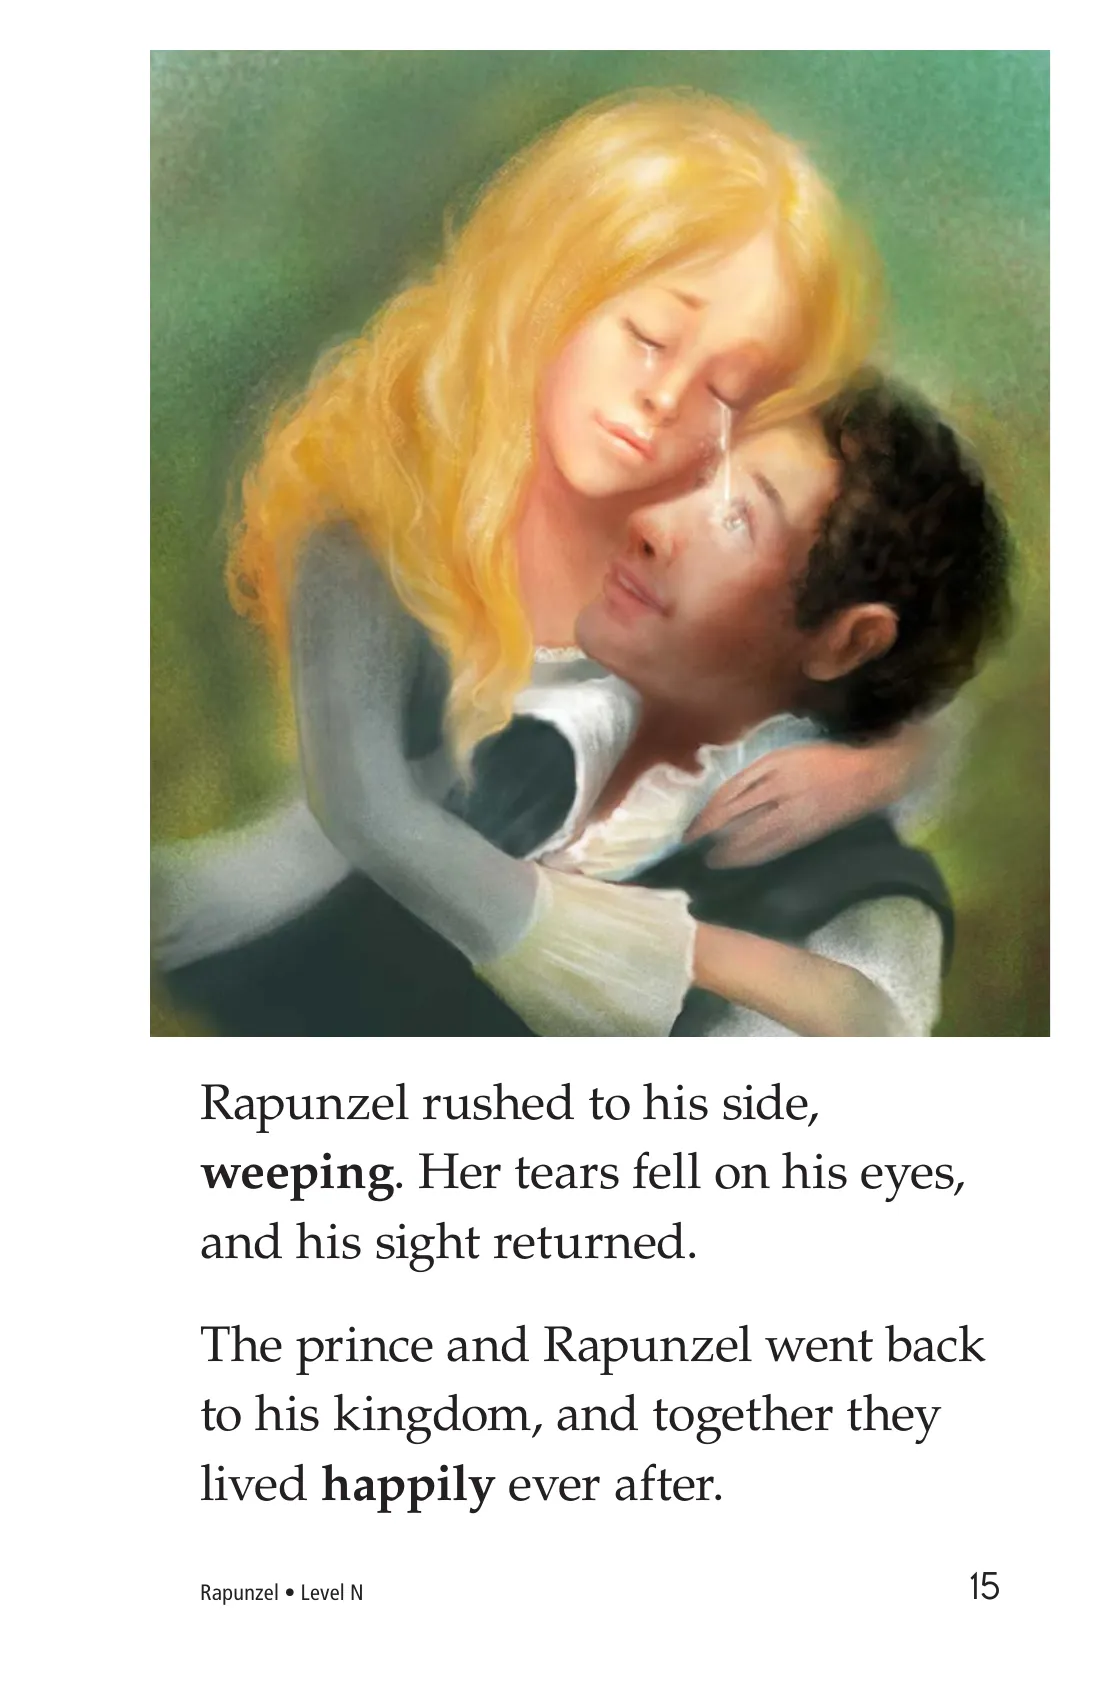 Rapunzel rushed to his side,
weeping. Her tears fell on his eyes,
and his sight returned.
The prince and Rapunzel went back
to his kingdom, and together they
lived happily ever after.
Rapunzel • Level N
15